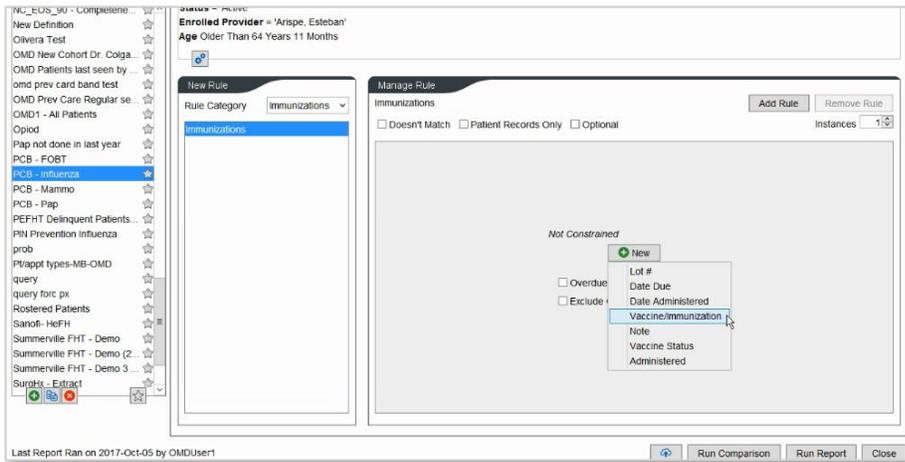 NC_EOS_90 - Completene...
New Definition
Olivera Test
OMD New Cohort Dr. Colga...
OMD Patients last seen by ...
omd prev card band test
OMD Prev Care Regular se...
OMD1 - All Patients
Opiod
Pap not done in last year
PCB - FOBT
PCB - Influenza
PCB - Mammo
PCB - Pap
PEFHT Delinquent Patients...
PIN Prevention Influenza
prob
Pt/appt types-MB-OMD
query
query forc px
Rostered Patients
Sanofi- HeFH
Summerville FHT - Demo
Summerville FHT - Demo (2...
Summerville FHT - Demo 3 ...
SurgHx - Extract
Status = 'Active'
Enrolled Provider = 'Arispe, Esteban'
Age Older Than 64 Years 11 Months
New Rule
Rule Category Immunizations
Immunizations
Manage Rule
Immunizations
Add Rule Remove Rule
Doesn't Match Patient Records Only Optional Instances 1
Not Constrained
New
Overdue
Exclude
Lot #
Date Due
Date Administered
Vaccine/Immunization
Note
Vaccine Status
Administered
Last Report Ran on 2017-Oct-05 by OMDUser1
Run Comparison Run Report Close